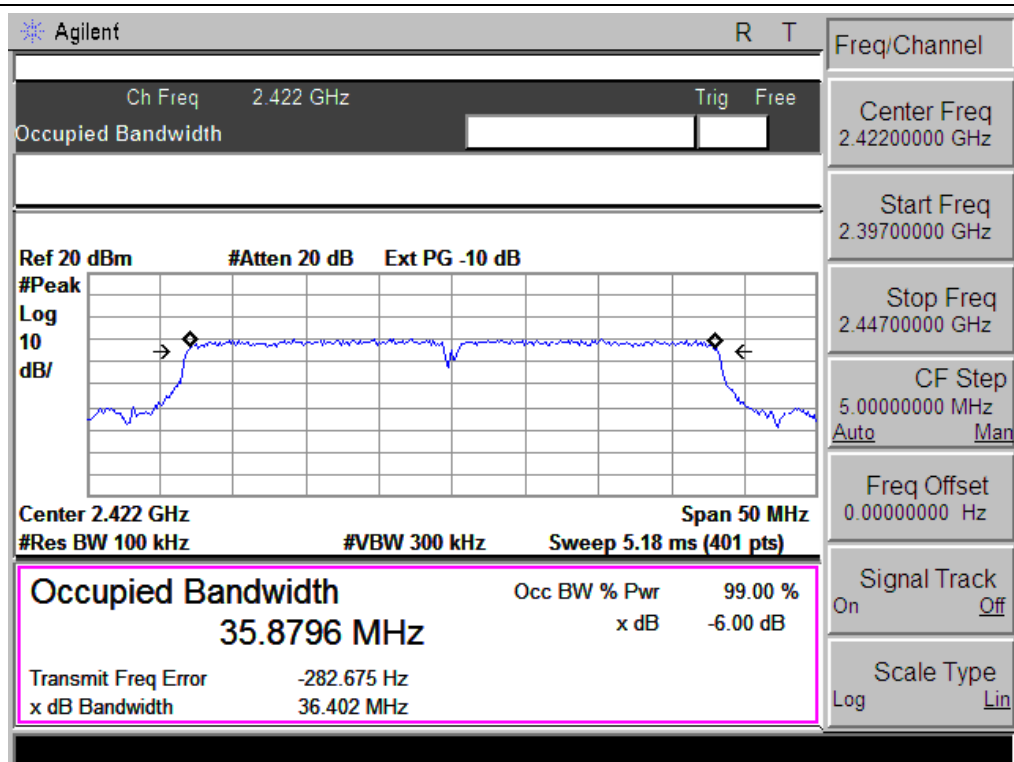 Agilent R T
Ch Freq 2.422 GHz Trig Free
Occupied Bandwidth
Ref 20 dBm #Atten 20 dB Ext PG -10 dB
#Peak
Log
10
dB/
Center 2.422 GHz Span 50 MHz
#Res BW 100 kHz #VBW 300 kHz Sweep 5.18 ms (401 pts)
Occupied Bandwidth Occ BW % Pwr 99.00 %
35.8796 MHz x dB -6.00 dB
Transmit Freq Error -282.675 Hz
x dB Bandwidth 36.402 MHz
Freq/Channel
Center Freq
2.42200000 GHz
Start Freq
2.39700000 GHz
Stop Freq
2.44700000 GHz
CF Step
5.00000000 MHz
Auto Man
Freq Offset
0.00000000 Hz
Signal Track
On Off
Scale Type
Log Lin